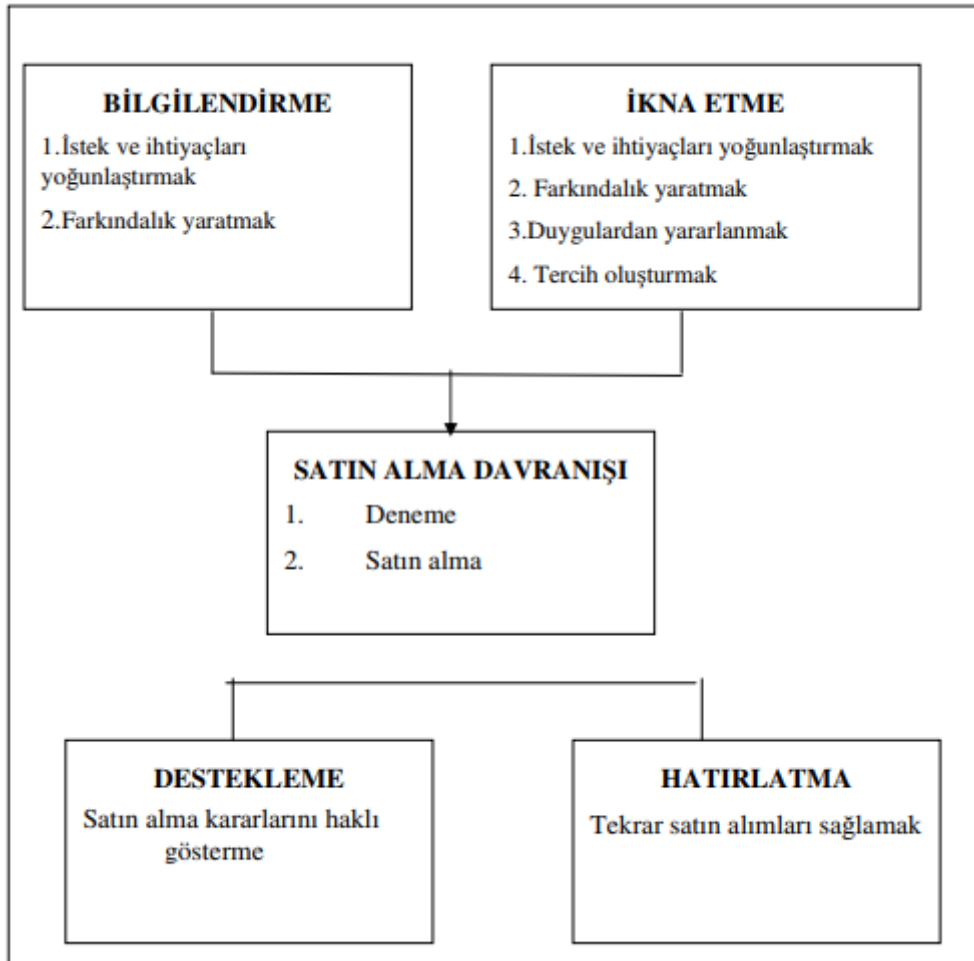 BİLGİLENDİRME
1.İstek ve ihtiyaçları
yoğunlaştırmak
2.Farkındalık yaratmak
İKNA ETME
1.İstek ve ihtiyaçları yoğunlaştırmak
2. Farkındalık yaratmak
3.Duygulardan yararlanmak
4. Tercih oluşturmak
SATIN ALMA DAVRANIŞI
1. Deneme
2. Satın alma
DESTEKLEME
Satın alma kararlarını haklı
gösterme
HATIRLATMA
Tekrar satın alımları sağlamak